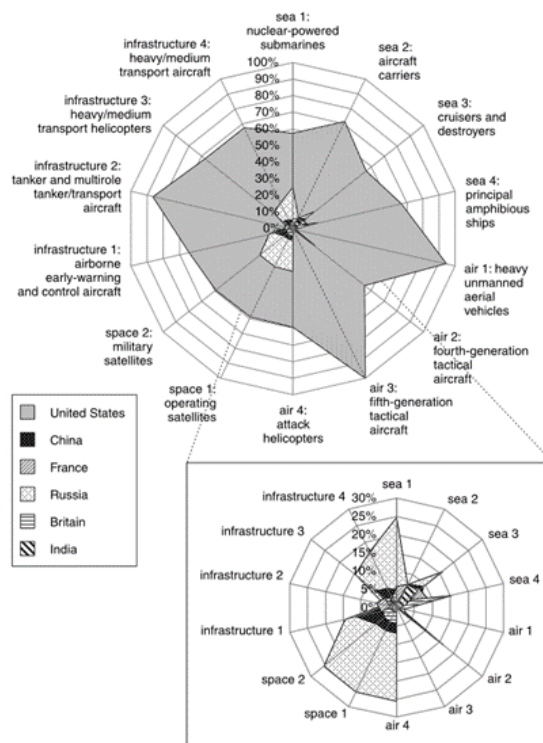 sea 1:
nuclear-powered
submarines
sea 2:
aircraft
carriers
sea 3:
cruisers and
destroyers
sea 4:
principal
amphibious
ships
air 1: heavy
unmanned
aerial
vehicles
air 2:
fourth-generation
tactical
aircraft
air 3:
fifth-generation
tactical
aircraft
air 4:
attack
helicopters
space 1:
operating
satellites
space 2:
military
satellites
infrastructure 1:
airborne
early-warning
and control aircraft
infrastructure 2:
tanker and multirole
tanker/transport
aircraft
infrastructure 3:
heavy/medium
transport helicopters
infrastructure 4:
heavy/medium
transport aircraft
100%
90%
80%
70%
60%
50%
40%
30%
20%
10%
0%
United States
China
France
Russia
Britain
India
sea 1
sea 2
sea 3
sea 4
air 1
air 2
air 3
air 4
space 1
space 2
infrastructure 1
infrastructure 2
infrastructure 3
infrastructure 4
30%
25%
20%
15%
10%
5%
0%